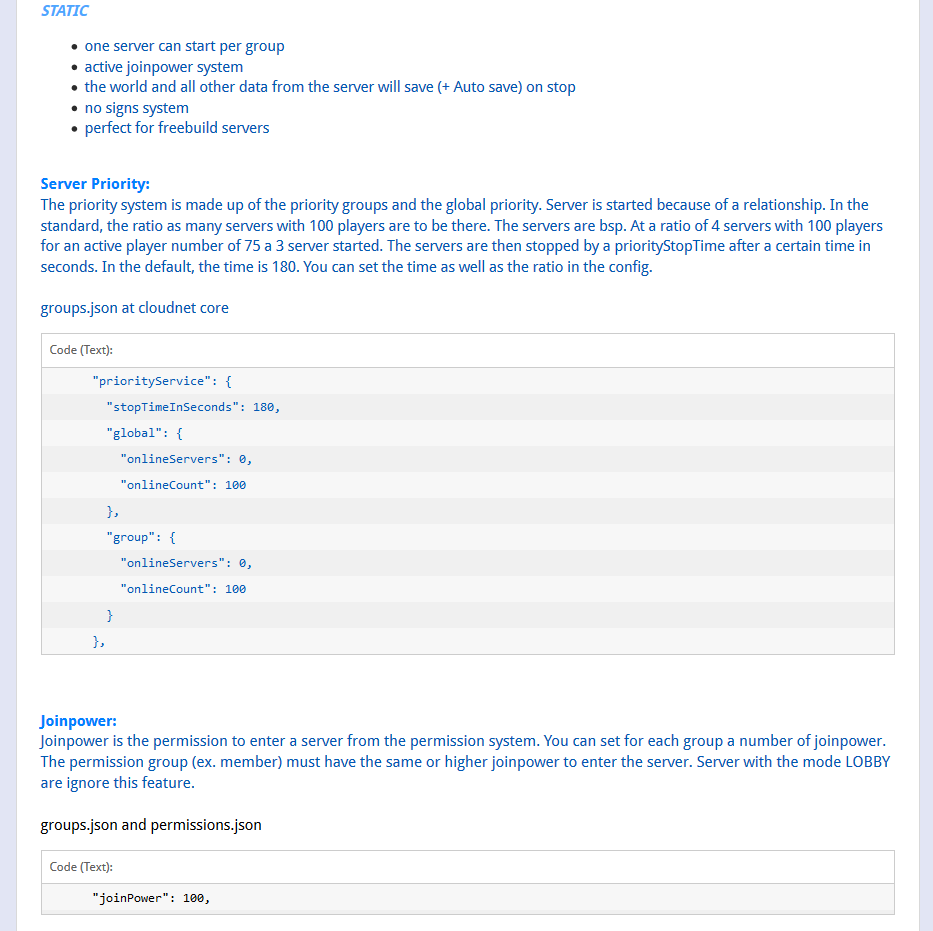 STATIC
one server can start per group
active joinpower system
the world and all other data from the server will save (+ Auto save) on stop
no signs system
perfect for freebuild servers
Server Priority:
The priority system is made up of the priority groups and the global priority. Server is started because of a relationship. In the
standard, the ratio as many servers with 100 players are to be there. The servers are bsp. At a ratio of 4 servers with 100 players
for an active player number of 75 a 3 server started. The servers are then stopped by a priorityStopTime after a certain time in
seconds. In the default, the time is 180. You can set the time as well as the ratio in the config.
groups.json at cloudnet core
Code (Text):
"priorityService": {
"stopTimeInSeconds": 180,
"global": {
"onlineServers": 0,
"onlineCount": 100
},
"group": {
"onlineServers": 0,
"onlineCount": 100
}
},
Joinpower:
Joinpower is the permission to enter a server from the permission system. You can set for each group a number of joinpower.
The permission group (ex. member) must have the same or higher joinpower to enter the server. Server with the mode LOBBY
are ignore this feature.
groups.json and permissions.json
Code (Text):
"joinPower": 100,